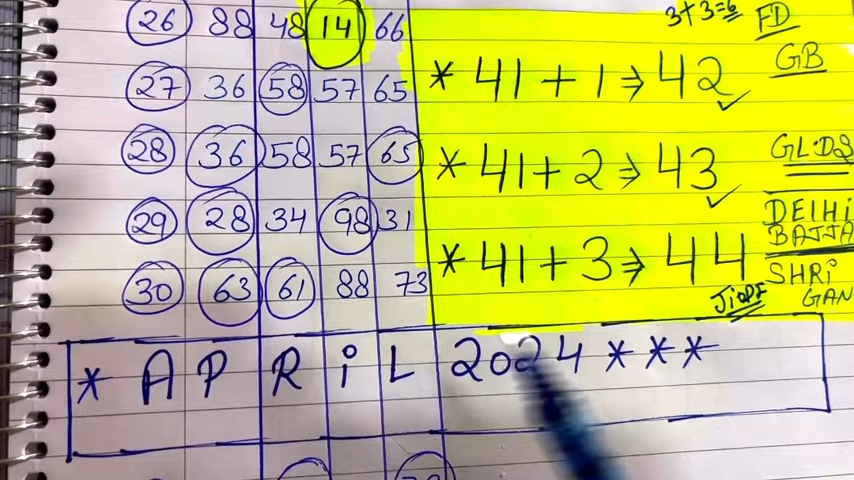 26 88 48 14 66
27 36 58 57 65
28 36 58 57 65
29 28 34 98 31
30 63 61 88 73
3+3=6 FD
GB
* 41 + 1 ⇒ 42 ✓
GL:DS
* 41 + 2 ⇒ 43 ✓
DElHi
BAJJA
* 41 + 3 ⇒ 44
SHRi
GAN
* A P R i L 2024 * * *